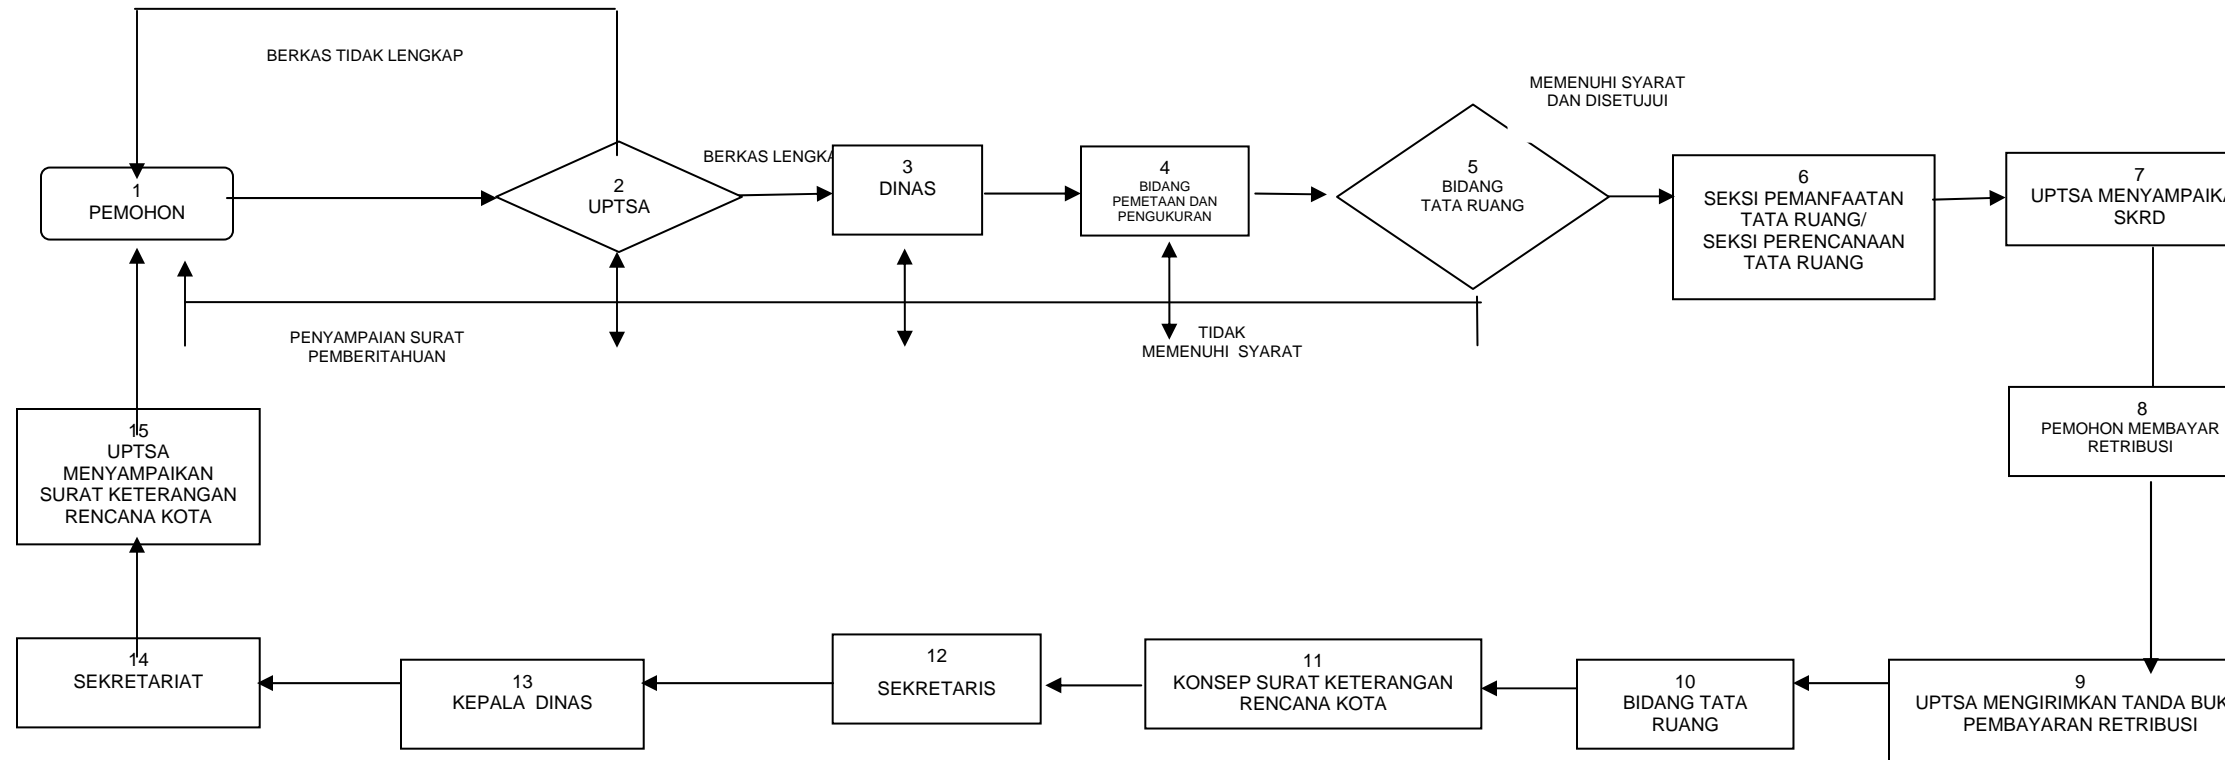 BERKAS TIDAK LENGKAP
MEMENUHI SYARAT
DAN DISETUJUI
1
PEMOHON
2
UPTSA
BERKAS LENGKA
3
DINAS
4
BIDANG
PEMETAAN DAN
PENGUKURAN
5
BIDANG
TATA RUANG
6
SEKSI PEMANFAATAN
TATA RUANG/
SEKSI PERENCANAAN
TATA RUANG
7
UPTSA MENYAMPAIKA
SKRD
PENYAMPAIAN SURAT
PEMBERITAHUAN
TIDAK
MEMENUHI SYARAT
8
PEMOHON MEMBAYAR
RETRIBUSI
15
UPTSA
MENYAMPAIKAN
SURAT KETERANGAN
RENCANA KOTA
14
SEKRETARIAT
13
KEPALA DINAS
12
SEKRETARIS
11
KONSEP SURAT KETERANGAN
RENCANA KOTA
10
BIDANG TATA
RUANG
9
UPTSA MENGIRIMKAN TANDA BUK
PEMBAYARAN RETRIBUSI